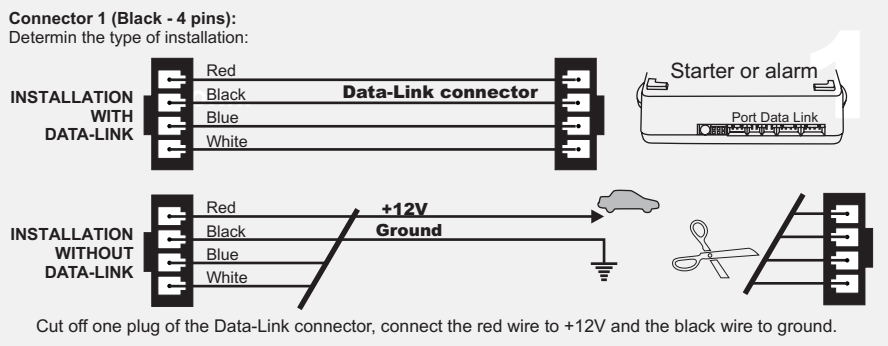 Connector 1 (Black - 4 pins):
Determin the type of installation:
1
INSTALLATION
WITH
DATA-LINK
Red
Black
Blue
White
Data-Link connector
Starter or alarm
Port Data Link
INSTALLATION
WITHOUT
DATA-LINK
Red
Black
Blue
White
+12V
Ground
Cut off one plug of the Data-Link connector, connect the red wire to +12V and the black wire to ground.